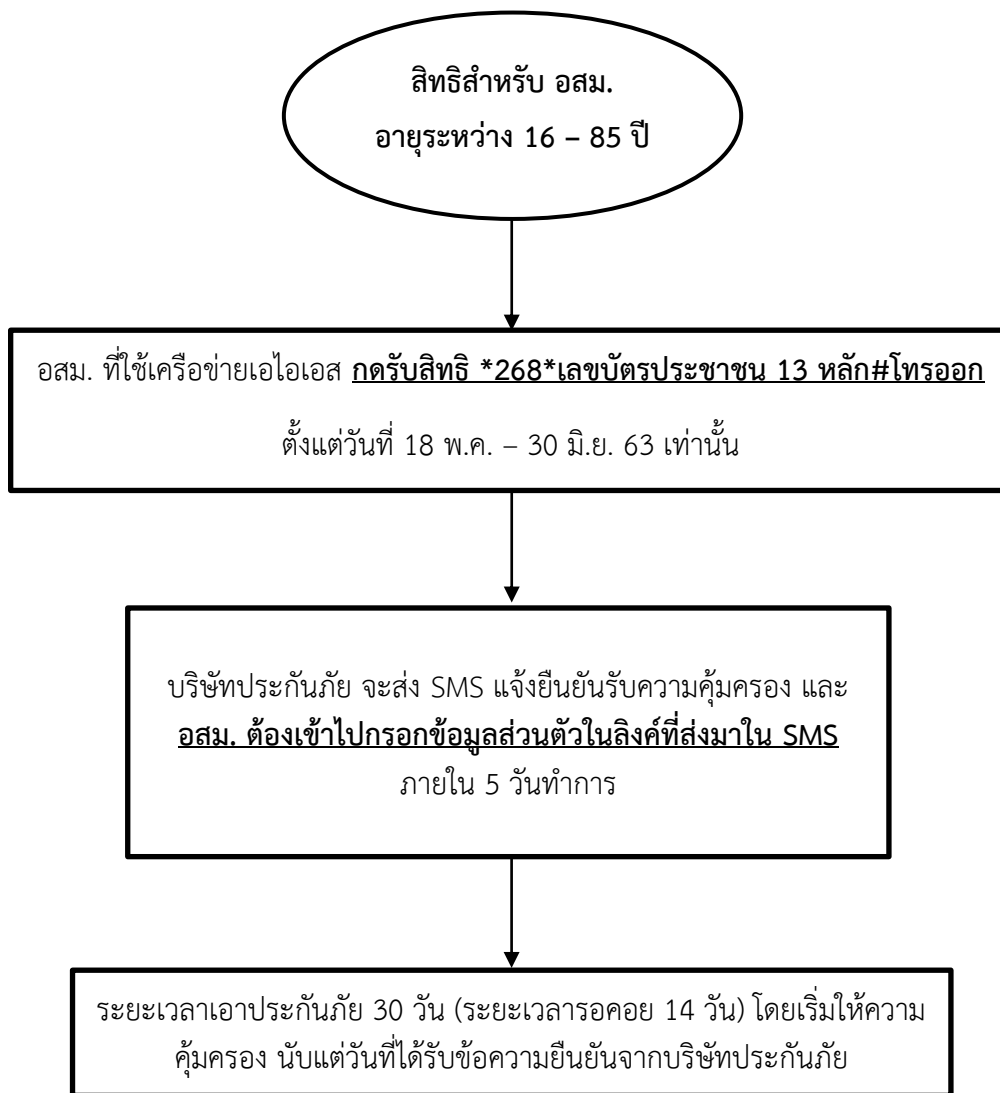 สิทธิสำหรับ อสม.
อายุระหว่าง 16 – 85 ปี
อสม. ที่ใช้เครือข่ายเอไอเอส กดรับสิทธิ *268*เลขบัตรประชาชน 13 หลัก#โทรออก
ตั้งแต่วันที่ 18 พ.ค. – 30 มิ.ย. 63 เท่านั้น
บริษัทประกันภัย จะส่ง SMS แจ้งยืนยันรับความคุ้มครอง และ
อสม. ต้องเข้าไปกรอกข้อมูลส่วนตัวในลิงค์ที่ส่งมาใน SMS
ภายใน 5 วันทำการ
ระยะเวลาเอาประกันภัย 30 วัน (ระยะเวลารอคอย 14 วัน) โดยเริ่มให้ความ
คุ้มครอง นับแต่วันที่ได้รับข้อความยืนยันจากบริษัทประกันภัย